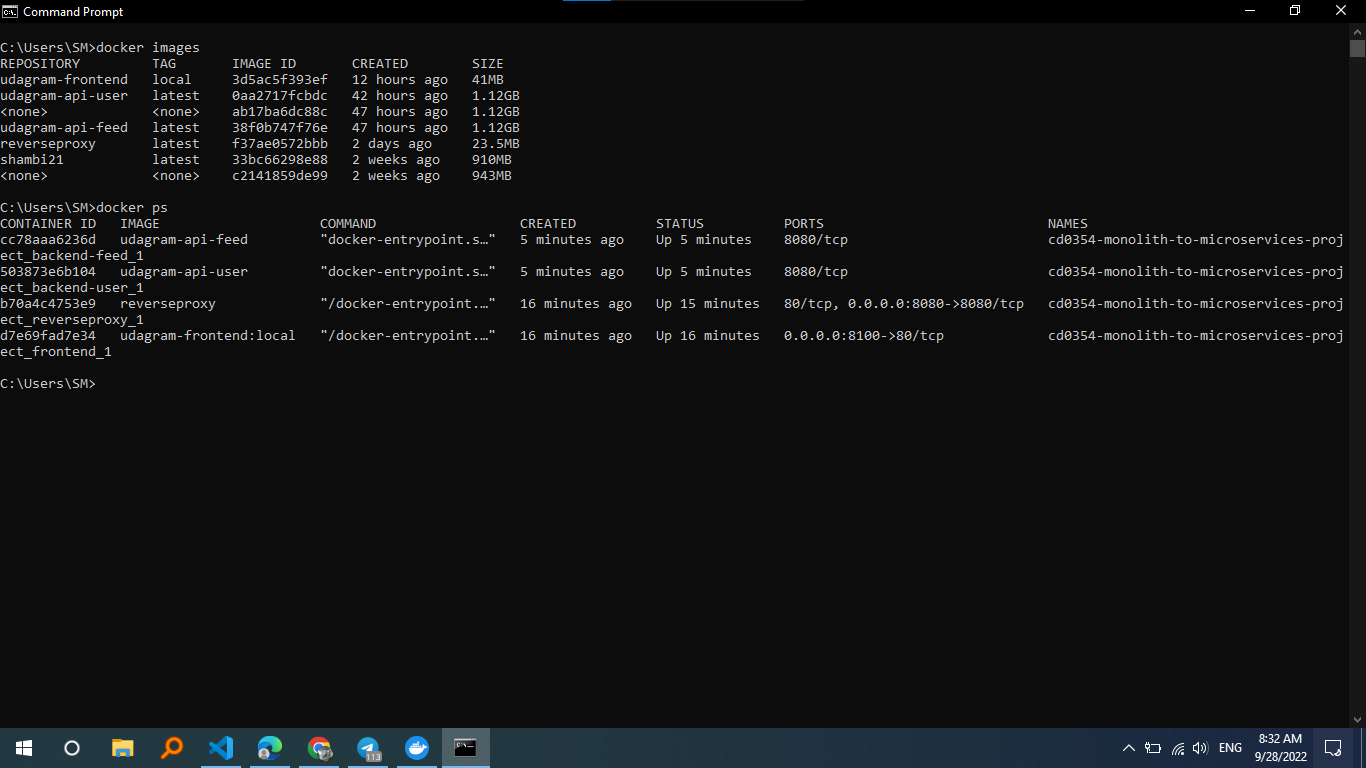 Command Prompt
C:\Users\SM>docker images
REPOSITORY TAG IMAGE ID CREATED SIZE
udagram-frontend local 3d5ac5f393ef 12 hours ago 41MB
udagram-api-user latest 0aa2717fcbdc 42 hours ago 1.12GB
<none> <none> ab17ba6dc88c 47 hours ago 1.12GB
udagram-api-feed latest 38f0b747f76e 47 hours ago 1.12GB
reverseproxy latest f37ae0572bbb 2 days ago 23.5MB
shambi21 latest 33bc66298e88 2 weeks ago 910MB
<none> <none> c2141859de99 2 weeks ago 943MB
C:\Users\SM>docker ps
CONTAINER ID IMAGE COMMAND CREATED STATUS PORTS NAMES
cc78aaa6236d udagram-api-feed "docker-entrypoint.s…" 5 minutes ago Up 5 minutes 8080/tcp cd0354-monolith-to-microservices-proj
ect_backend-feed_1
503873e6b104 udagram-api-user "docker-entrypoint.s…" 5 minutes ago Up 5 minutes 8080/tcp cd0354-monolith-to-microservices-proj
ect_backend-user_1
b70a4c4753e9 reverseproxy "/docker-entrypoint.…" 16 minutes ago Up 15 minutes 80/tcp, 0.0.0.0:8080->8080/tcp cd0354-monolith-to-microservices-proj
ect_reverseproxy_1
d7e69fad7e34 udagram-frontend:local "/docker-entrypoint.…" 16 minutes ago Up 16 minutes 0.0.0.0:8100->80/tcp cd0354-monolith-to-microservices-proj
ect_frontend_1
C:\Users\SM>
113
ENG
8:32 AM
9/28/2022